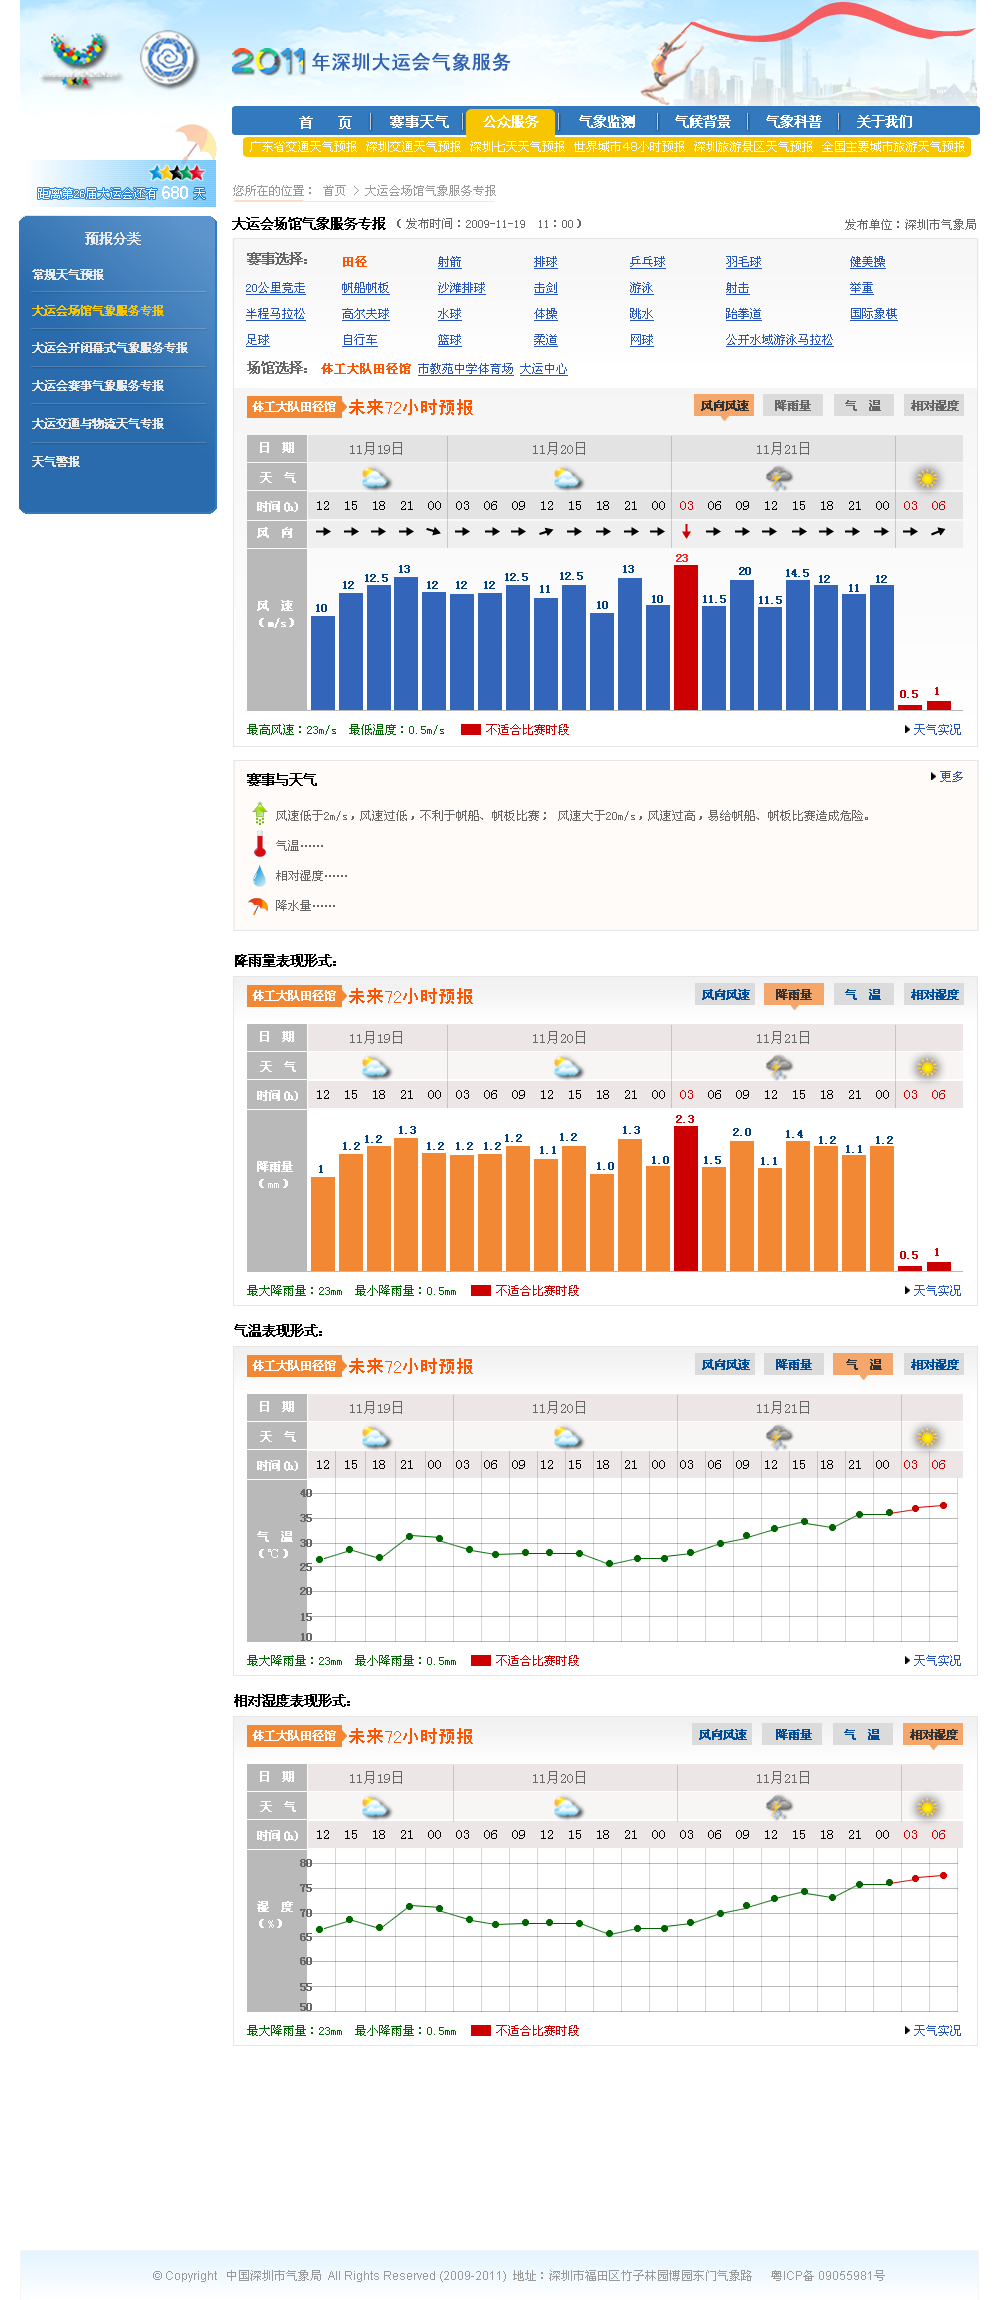 2011年深圳大运会气象服务
首 页 赛事天气 公众服务 气象监测 气候背景 气象科普 关于我们
广东省交通天气预报 深圳交通天气预报 深圳七天天气预报 世界城市48小时预报 深圳旅游景区天气预报 全国主要城市旅游天气预报
距离第26届大运会还有 680 天
您所在的位置： 首页 > 大运会场馆气象服务专报
预报分类
常规天气预报
大运会场馆气象服务专报
大运会开闭幕式气象服务专报
大运会赛事气象服务专报
大运交通与物流天气专报
天气警报
大运会场馆气象服务专报 （发布时间：2009-11-19 11：00） 发布单位：深圳市气象局
赛事选择： 田径 射箭 排球 乒乓球 羽毛球 健美操
20公里竞走 帆船帆板 沙滩排球 击剑 游泳 射击 举重
半程马拉松 高尔夫球 水球 体操 跳水 跆拳道 国际象棋
足球 自行车 篮球 柔道 网球 公开水域游泳马拉松
场馆选择： 体工大队田径馆 市教苑中学体育场 大运中心
体工大队田径馆 未来72小时预报 风向风速 降雨量 气 温 相对湿度
日 期 11月19日 11月20日 11月21日
天 气
时间(h) 12 15 18 21 00 03 06 09 12 15 18 21 00 03 06 09 12 15 18 21 00 03 06
风 向
风 速
（m/s）
10 12 12.5 13 12 12 12 12.5 11 12.5 10 13 10 23 11.5 20 11.5 14.5 12 11 12 0.5 1
最高风速：23m/s 最低温度：0.5m/s 不适合比赛时段 天气实况
赛事与天气 更多
风速低于2m/s，风速过低，不利于帆船、帆板比赛； 风速大于20m/s，风速过高，易给帆船、帆板比赛造成危险。
气温……
相对湿度……
降水量……
降雨量表现形式：
体工大队田径馆 未来72小时预报 风向风速 降雨量 气 温 相对湿度
日 期 11月19日 11月20日 11月21日
天 气
时间(h) 12 15 18 21 00 03 06 09 12 15 18 21 00 03 06 09 12 15 18 21 00 03 06
降雨量
（mm）
1 1.2 1.2 1.3 1.2 1.2 1.2 1.2 1.1 1.2 1.0 1.3 1.0 2.3 1.5 2.0 1.1 1.4 1.2 1.1 1.2 0.5 1
最大降雨量：23mm 最小降雨量：0.5mm 不适合比赛时段 天气实况
气温表现形式：
体工大队田径馆 未来72小时预报 风向风速 降雨量 气 温 相对湿度
日 期 11月19日 11月20日 11月21日
天 气
时间(h) 12 15 18 21 00 03 06 09 12 15 18 21 00 03 06 09 12 15 18 21 00 03 06
气 温
（℃）
40
35
30
25
20
15
10
最大降雨量：23mm 最小降雨量：0.5mm 不适合比赛时段 天气实况
相对湿度表现形式：
体工大队田径馆 未来72小时预报 风向风速 降雨量 气 温 相对湿度
日 期 11月19日 11月20日 11月21日
天 气
时间(h) 12 15 18 21 00 03 06 09 12 15 18 21 00 03 06 09 12 15 18 21 00 03 06
湿 度
（%）
80
75
70
65
60
55
50
最大降雨量：23mm 最小降雨量：0.5mm 不适合比赛时段 天气实况
© Copyright 中国深圳市气象局 All Rights Reserved (2009-2011) 地址：深圳市福田区竹子林园博园东门气象路 粤ICP备 09055981号